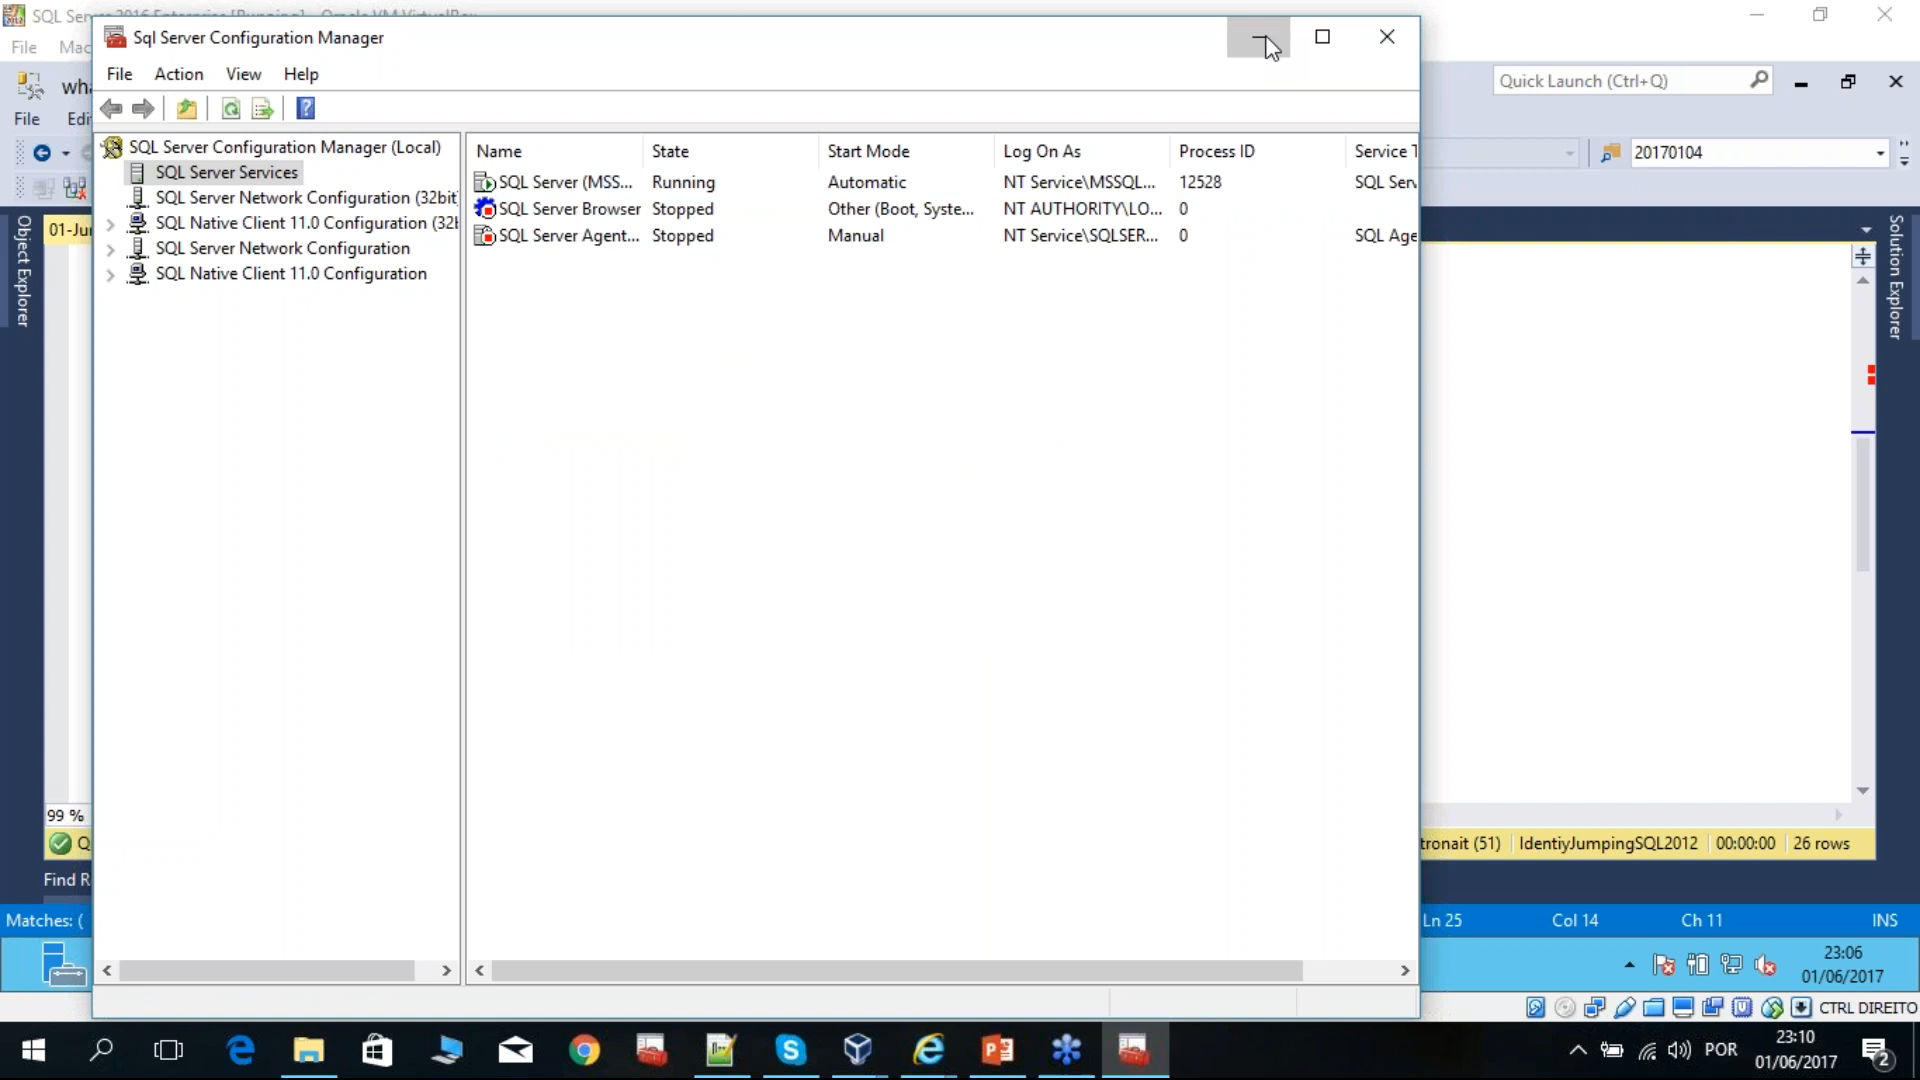 SQL Ser
File
Mac
Sql Server Configuration Manager
File Action View Help
wha
File
Edi
Quick Launch (Ctrl+Q)
20170104
SQL Server Configuration Manager (Local)
SQL Server Services
SQL Server Network Configuration (32bit
SQL Native Client 11.0 Configuration (32b
SQL Server Network Configuration
SQL Native Client 11.0 Configuration
Name State Start Mode Log On As Process ID Service T
SQL Server (MSS... Running Automatic NT Service\MSSQL... 12528 SQL Serv
SQL Server Browser Stopped Other (Boot, Syste... NT AUTHORITY\LO... 0
SQL Server Agent... Stopped Manual NT Service\SQLSER... 0 SQL Age
Object Explorer
01-Ju
Solution Explorer
99 %
Q
tronait (51) IdentiyJumpingSQL2012 00:00:00 26 rows
Find R
Matches: (
Ln 25 Col 14 Ch 11 INS
23:06
01/06/2017
CTRL DIREITO
POR
23:10
01/06/2017
2